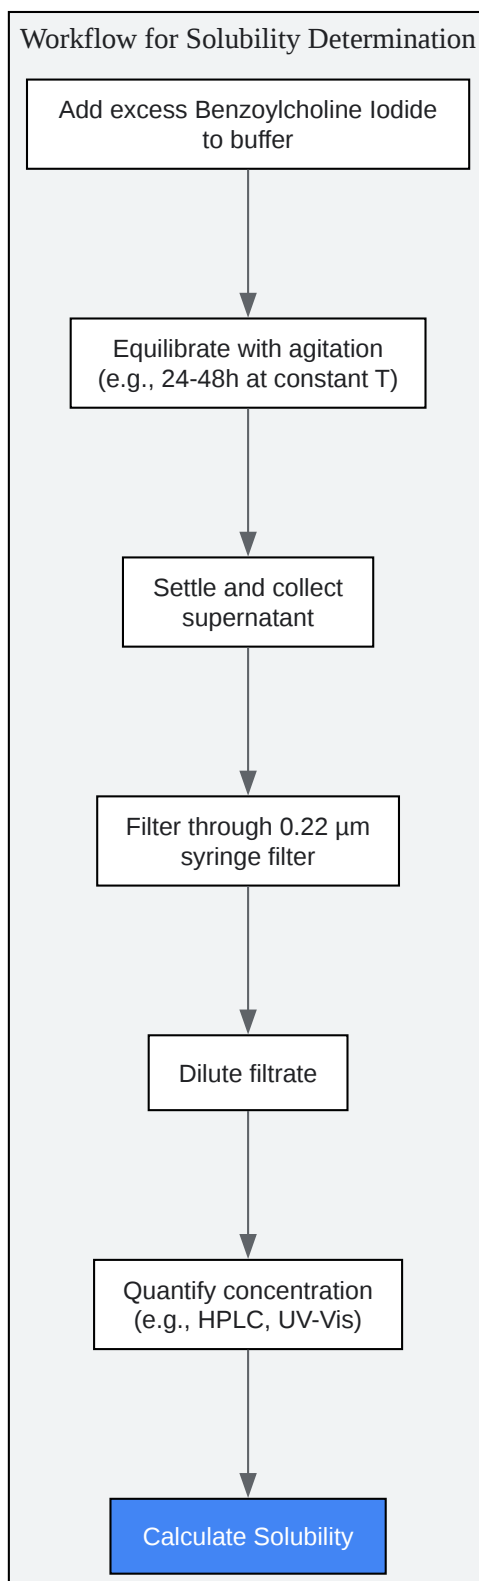 Workflow for Solubility Determination
Add excess Benzoylcholine Iodide
to buffer
Equilibrate with agitation
(e.g., 24-48h at constant T)
Settle and collect
supernatant
Filter through 0.22 µm
syringe filter
Dilute filtrate
Quantify concentration
(e.g., HPLC, UV-Vis)
Calculate Solubility